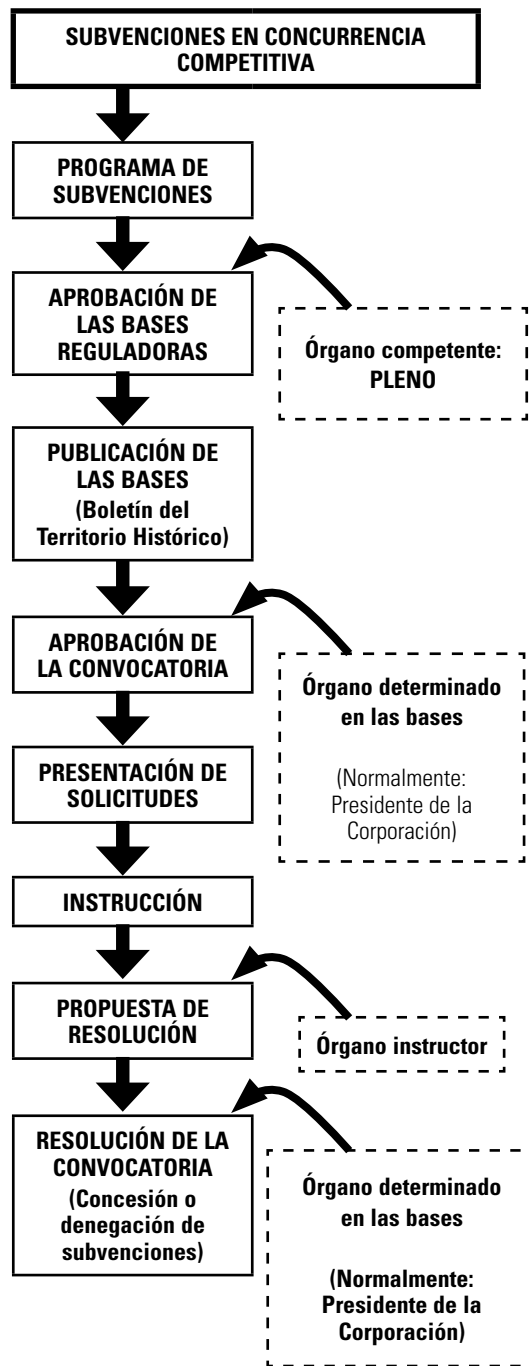 SUBVENCIONES EN CONCURRENCIA
COMPETITIVA
PROGRAMA DE
SUBVENCIONES
APROBACIÓN DE
LAS BASES
REGULADORAS
Órgano competente:
PLENO
PUBLICACIÓN DE
LAS BASES
(Boletín del
Territorio Histórico)
APROBACIÓN DE
LA CONVOCATORIA
Órgano determinado
en las bases
(Normalmente:
Presidente de la
Corporación)
PRESENTACIÓN DE
SOLICITUDES
INSTRUCCIÓN
PROPUESTA DE
RESOLUCIÓN
Órgano instructor
RESOLUCIÓN DE LA
CONVOCATORIA
(Concesión o
denegación de
subvenciones)
Órgano determinado
en las bases
(Normalmente:
Presidente de la
Corporación)